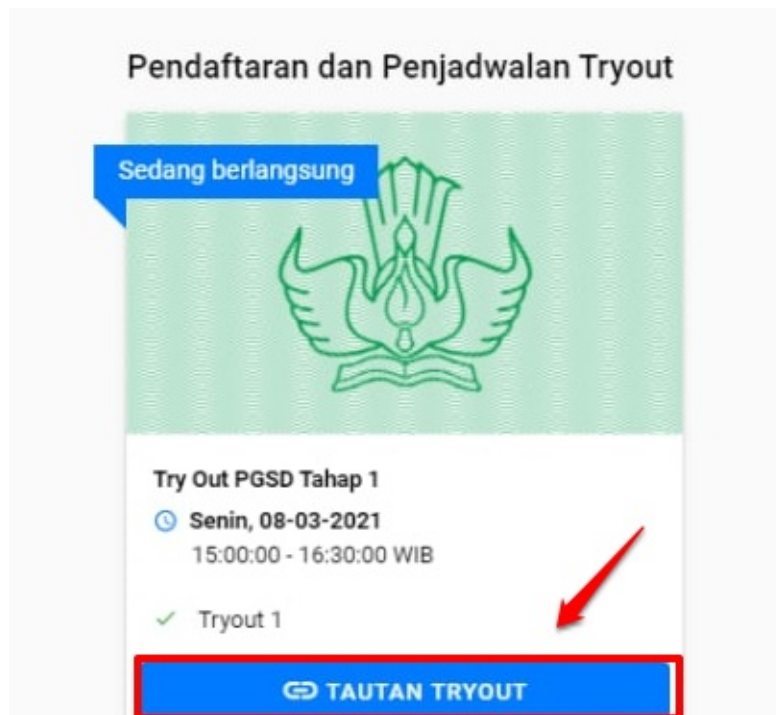 Pendaftaran dan Penjadwalan Tryout
Sedang berlangsung
Try Out PGSD Tahap 1
Senin, 08-03-2021
15:00:00 - 16:30:00 WIB
Tryout 1
TAUTAN TRYOUT